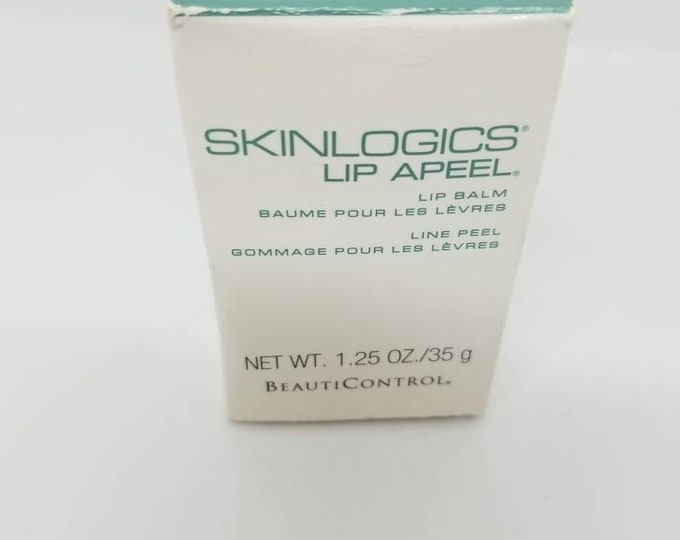 SKINLOGICS®
LIP APEEL®
LIP BALM
BAUME POUR LES LÈVRES
LINE PEEL
GOMMAGE POUR LES LÈVRES
NET WT. 1.25 OZ./35 g
BEAUTICONTROL®